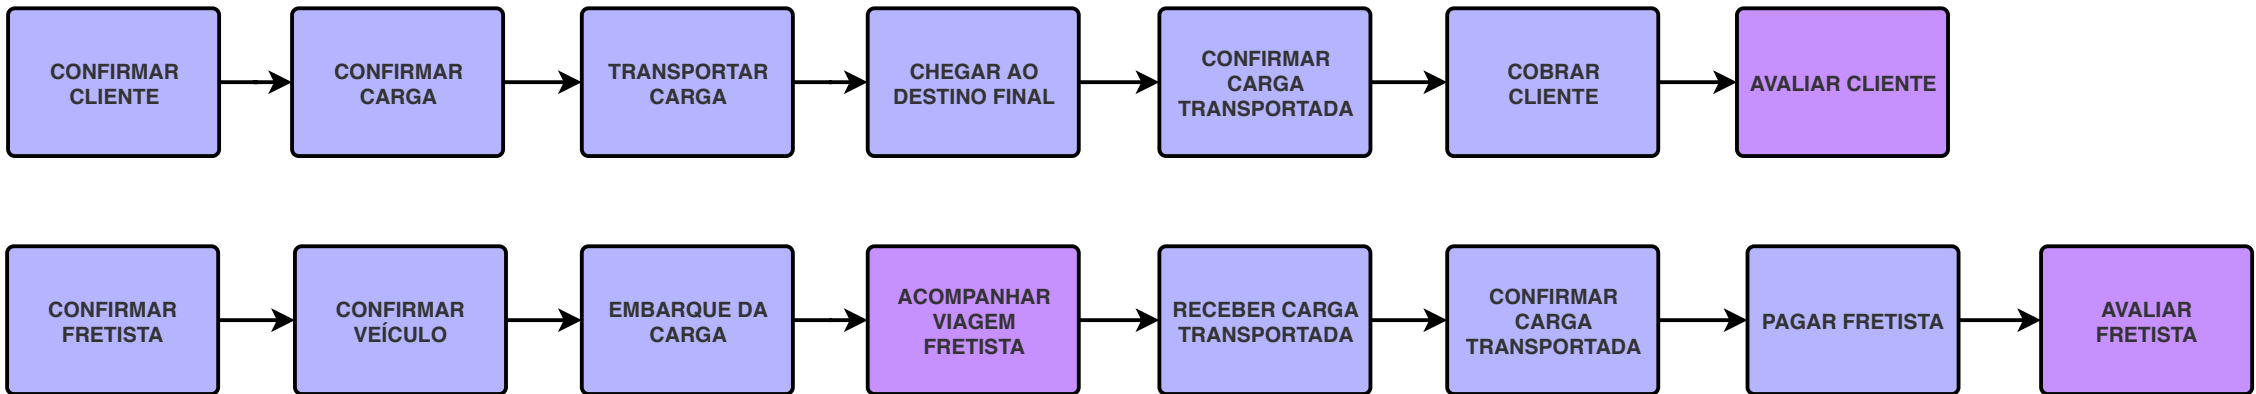 CONFIRMAR
CLIENTE
CONFIRMAR
CARGA
TRANSPORTAR
CARGA
CHEGAR AO
DESTINO FINAL
CONFIRMAR
CARGA
TRANSPORTADA
COBRAR
CLIENTE
AVALIAR CLIENTE
CONFIRMAR
FRETISTA
CONFIRMAR
VEÍCULO
EMBARQUE DA
CARGA
ACOMPANHAR
VIAGEM
FRETISTA
RECEBER CARGA
TRANSPORTADA
CONFIRMAR
CARGA
TRANSPORTADA
PAGAR FRETISTA
AVALIAR
FRETISTA